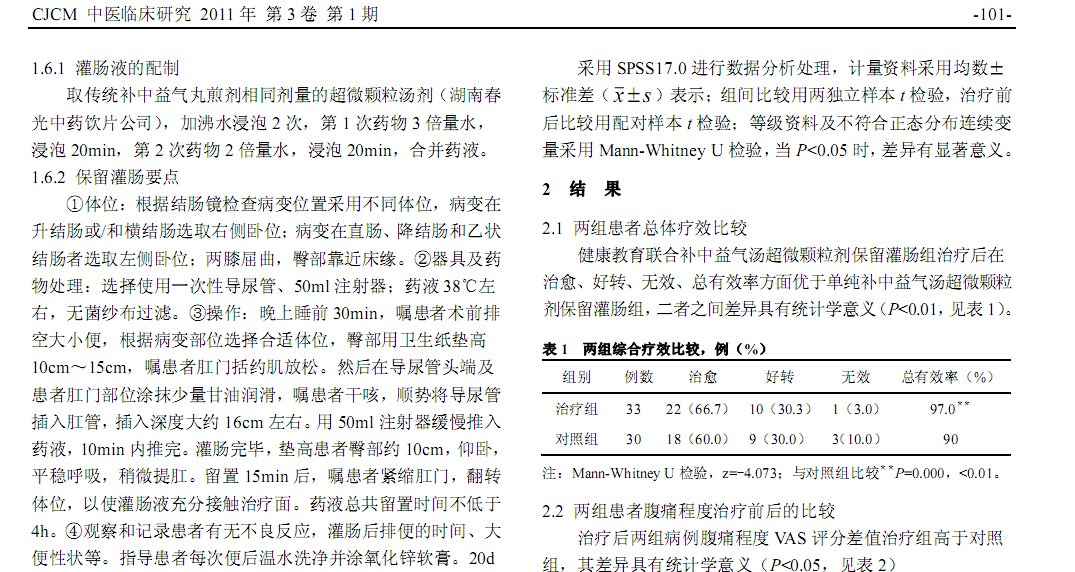 CJCM 中医临床研究 2011年 第3卷 第1期 -101-
1.6.1 灌肠液的配制
取传统补中益气丸煎剂相同剂量的超微颗粒汤剂（湖南春
光中药饮片公司），加沸水浸泡2次，第1次药物3倍量水，
浸泡20min，第2次药物2倍量水，浸泡20min，合并药液。
1.6.2 保留灌肠要点
①体位：根据结肠镜检查病变位置采用不同体位，病变在
升结肠或/和横结肠选取右侧卧位；病变在直肠、降结肠和乙状
结肠者选取左侧卧位；两膝屈曲，臀部靠近床缘。②器具及药
物处理：选择使用一次性导尿管、50ml注射器；药液38℃左
右，无菌纱布过滤。③操作：晚上睡前30min，嘱患者术前排
空大小便，根据病变部位选择合适体位，臀部用卫生纸垫高
10cm～15cm，嘱患者肛门括约肌放松。然后在导尿管头端及
患者肛门部位涂抹少量甘油润滑，嘱患者干咳，顺势将导尿管
插入肛管，插入深度大约16cm左右。用50ml注射器缓慢推入
药液，10min内推完。灌肠完毕，垫高患者臀部约10cm，仰卧，
平稳呼吸，稍微提肛。留置15min后，嘱患者紧缩肛门，翻转
体位，以使灌肠液充分接触治疗面。药液总共留置时间不低于
4h。④观察和记录患者有无不良反应，灌肠后排便的时间、大
便性状等。指导患者每次便后温水洗净并涂氧化锌软膏。20d
采用SPSS17.0进行数据分析处理，计量资料采用均数±
标准差（x̄±s）表示；组间比较用两独立样本t检验，治疗前
后比较用配对样本t检验；等级资料及不符合正态分布连续变
量采用Mann-Whitney U检验，当P<0.05时，差异有显著意义。
2 结 果
2.1 两组患者总体疗效比较
健康教育联合补中益气汤超微颗粒剂保留灌肠组治疗后在
治愈、好转、无效、总有效率方面优于单纯补中益气汤超微颗粒
剂保留灌肠组，二者之间差异具有统计学意义（P<0.01，见表1）。
表1 两组综合疗效比较，例（%）
组别 例数 治愈 好转 无效 总有效率（%）
治疗组 33 22（66.7） 10（30.3） 1（3.0） 97.0**
对照组 30 18（60.0） 9（30.0） 3(10.0） 90
注：Mann-Whitney U检验，z=-4.073；与对照组比较**P=0.000，<0.01。
2.2 两组患者腹痛程度治疗前后的比较
治疗后两组病例腹痛程度VAS评分差值治疗组高于对照
组，其差异具有统计学意义（P<0.05，见表2）